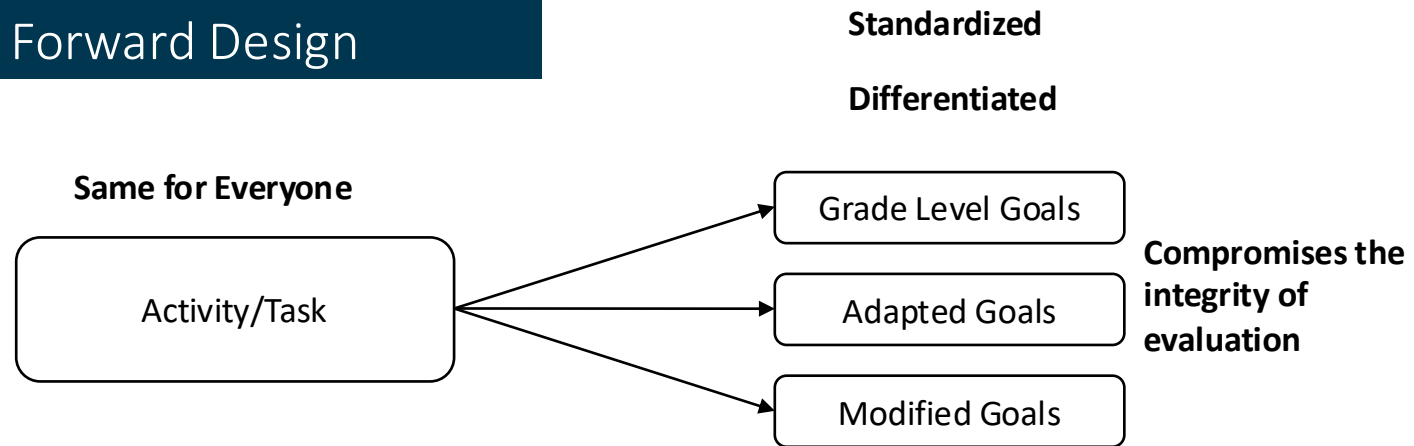 Forward Design
Standardized
Differentiated
Same for Everyone
Activity/Task
Grade Level Goals
Adapted Goals
Modified Goals
Compromises the
integrity of
evaluation